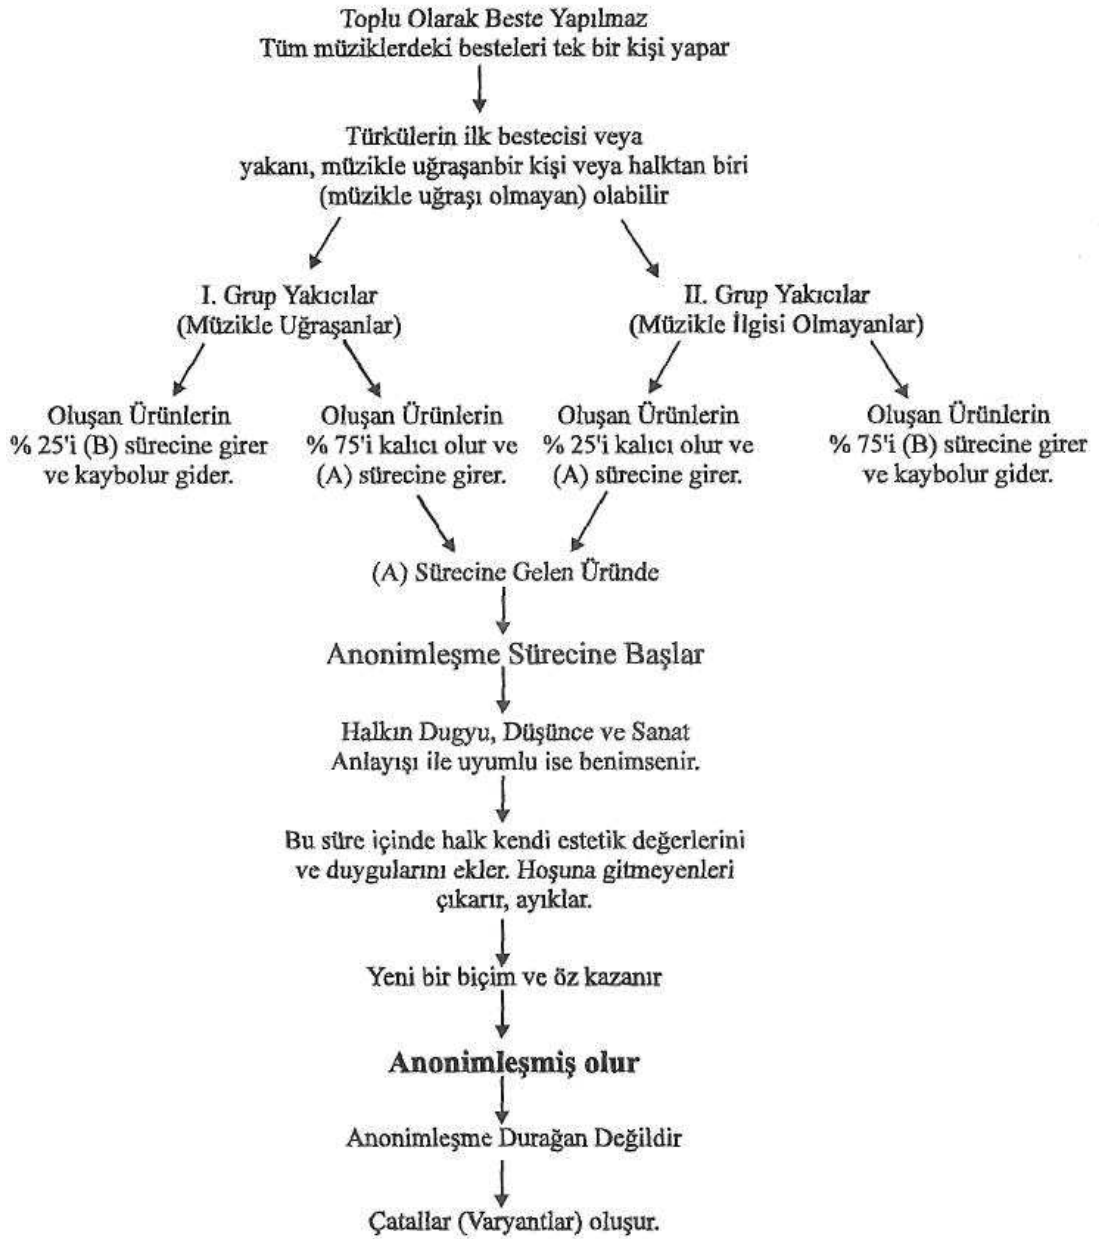 Toplu Olarak Beste Yapılmaz
Tüm müziklerdeki besteleri tek bir kişi yapar
Türkülerin ilk bestecisi veya
yakanı, müzikle uğraşanbir kişi veya halktan biri
(müzikle uğraşı olmayan) olabilir
I. Grup Yakıcılar
(Müzikle Uğraşanlar)
II. Grup Yakıcılar
(Müzikle İlgisi Olmayanlar)
Oluşan Ürünlerin
% 25'i (B) sürecine girer
ve kaybolur gider.
Oluşan Ürünlerin
% 75'i kalıcı olur ve
(A) sürecine girer.
Oluşan Ürünlerin
% 25'i kalıcı olur ve
(A) sürecine girer.
Oluşan Ürünlerin
% 75'i (B) sürecine girer
ve kaybolur gider.
(A) Sürecine Gelen Üründe
Anonimleşme Sürecine Başlar
Halkın Dugyu, Düşünce ve Sanat
Anlayışı ile uyumlu ise benimsenir.
Bu süre içinde halk kendi estetik değerlerini
ve duygularını ekler. Hoşuna gitmeyenleri
çıkarır, ayıklar.
Yeni bir biçim ve öz kazanır
Anonimleşmiş olur
Anonimleşme Durağan Değildir
Çatallar (Varyantlar) oluşur.